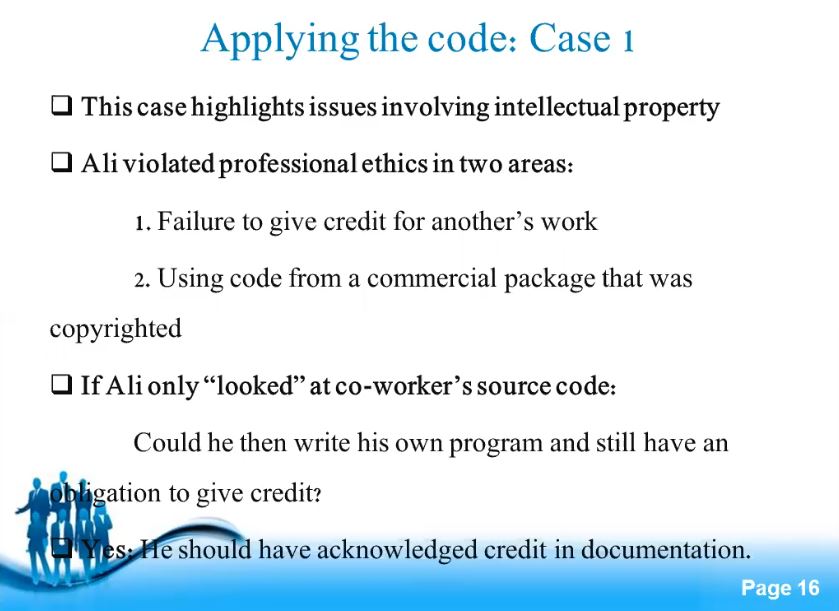 Applying the code: Case 1
❑ This case highlights issues involving intellectual property
❑ Ali violated professional ethics in two areas:
1. Failure to give credit for another’s work
2. Using code from a commercial package that was
copyrighted
❑ If Ali only “looked” at co-worker’s source code:
Could he then write his own program and still have an
obligation to give credit?
❑ Yes: He should have acknowledged credit in documentation.
Page 16